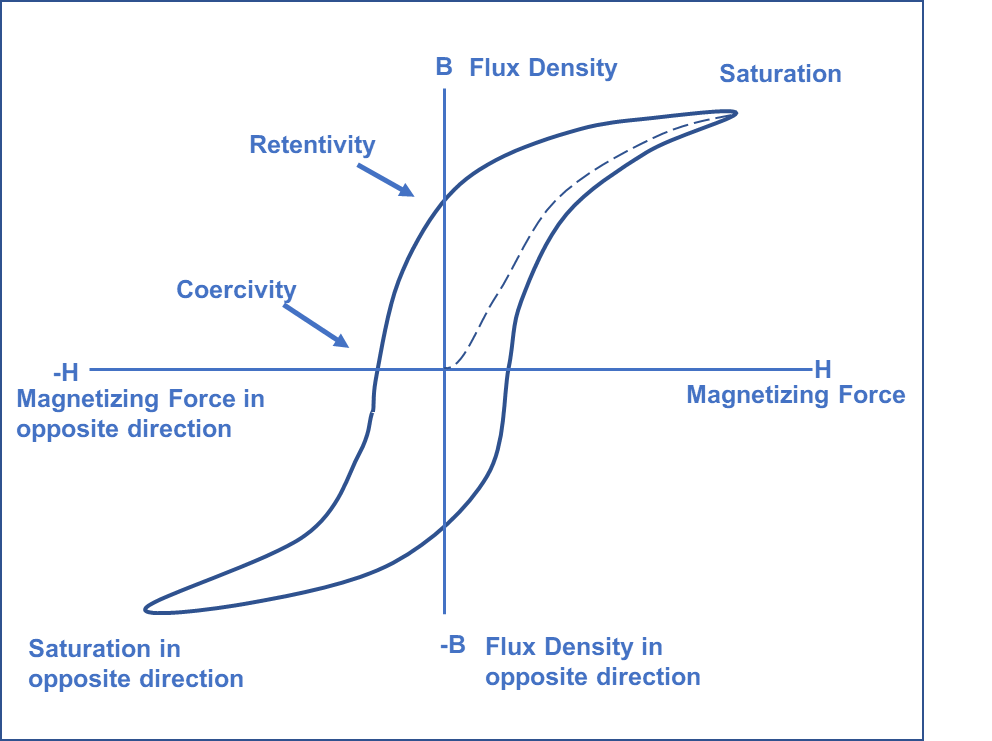 B Flux Density
Saturation
Retentivity
Coercivity
-H
Magnetizing Force in
opposite direction
H
Magnetizing Force
-B
Flux Density in
opposite direction
Saturation in
opposite direction